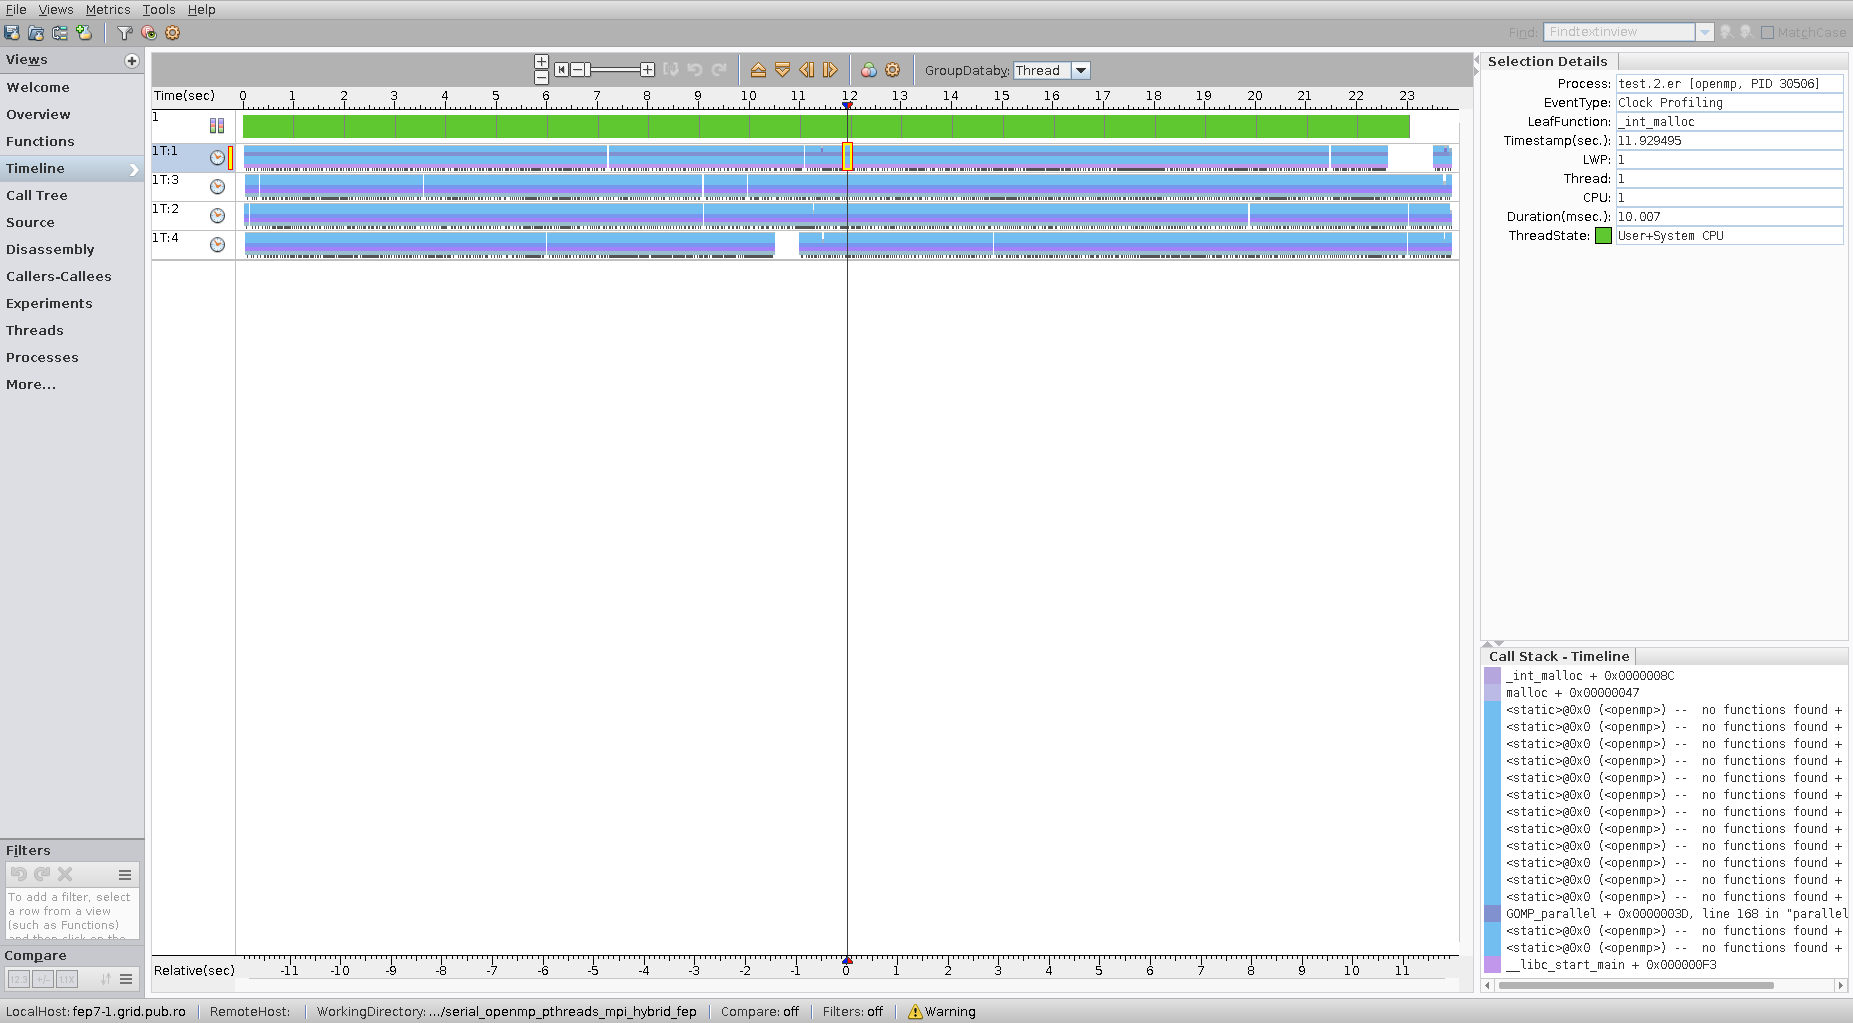 File Views Metrics Tools Help
Find: Findtextinview MatchCase
Views
Welcome
Overview
Functions
Timeline
Call Tree
Source
Disassembly
Callers-Callees
Experiments
Threads
Processes
More...
Filters
To add a filter, select
a row from a view
(such as Functions)
and then click on the
Compare
12.3 +/- 1.1X
GroupDataby: Thread
Time(sec) 0 1 2 3 4 5 6 7 8 9 10 11 12 13 14 15 16 17 18 19 20 21 22 23
1
1T:1
1T:3
1T:2
1T:4
Relative(sec) -11 -10 -9 -8 -7 -6 -5 -4 -3 -2 -1 0 1 2 3 4 5 6 7 8 9 10 11
Selection Details
Process: test.2.er [openmp, PID 30506]
EventType: Clock Profiling
LeafFunction: _int_malloc
Timestamp(sec.): 11.929495
LWP: 1
Thread: 1
CPU: 1
Duration(msec.): 10.007
ThreadState: User+System CPU
Call Stack - Timeline
_int_malloc + 0x0000008C
malloc + 0x00000047
<static>@0x0 (<openmp>) -- no functions found +
<static>@0x0 (<openmp>) -- no functions found +
<static>@0x0 (<openmp>) -- no functions found +
<static>@0x0 (<openmp>) -- no functions found +
<static>@0x0 (<openmp>) -- no functions found +
<static>@0x0 (<openmp>) -- no functions found +
<static>@0x0 (<openmp>) -- no functions found +
<static>@0x0 (<openmp>) -- no functions found +
<static>@0x0 (<openmp>) -- no functions found +
<static>@0x0 (<openmp>) -- no functions found +
<static>@0x0 (<openmp>) -- no functions found +
<static>@0x0 (<openmp>) -- no functions found +
GOMP_parallel + 0x0000003D, line 168 in "parallel
<static>@0x0 (<openmp>) -- no functions found +
<static>@0x0 (<openmp>) -- no functions found +
__libc_start_main + 0x000000F3
LocalHost: fep7-1.grid.pub.ro RemoteHost: WorkingDirectory: .../serial_openmp_pthreads_mpi_hybrid_fep Compare: off Filters: off Warning